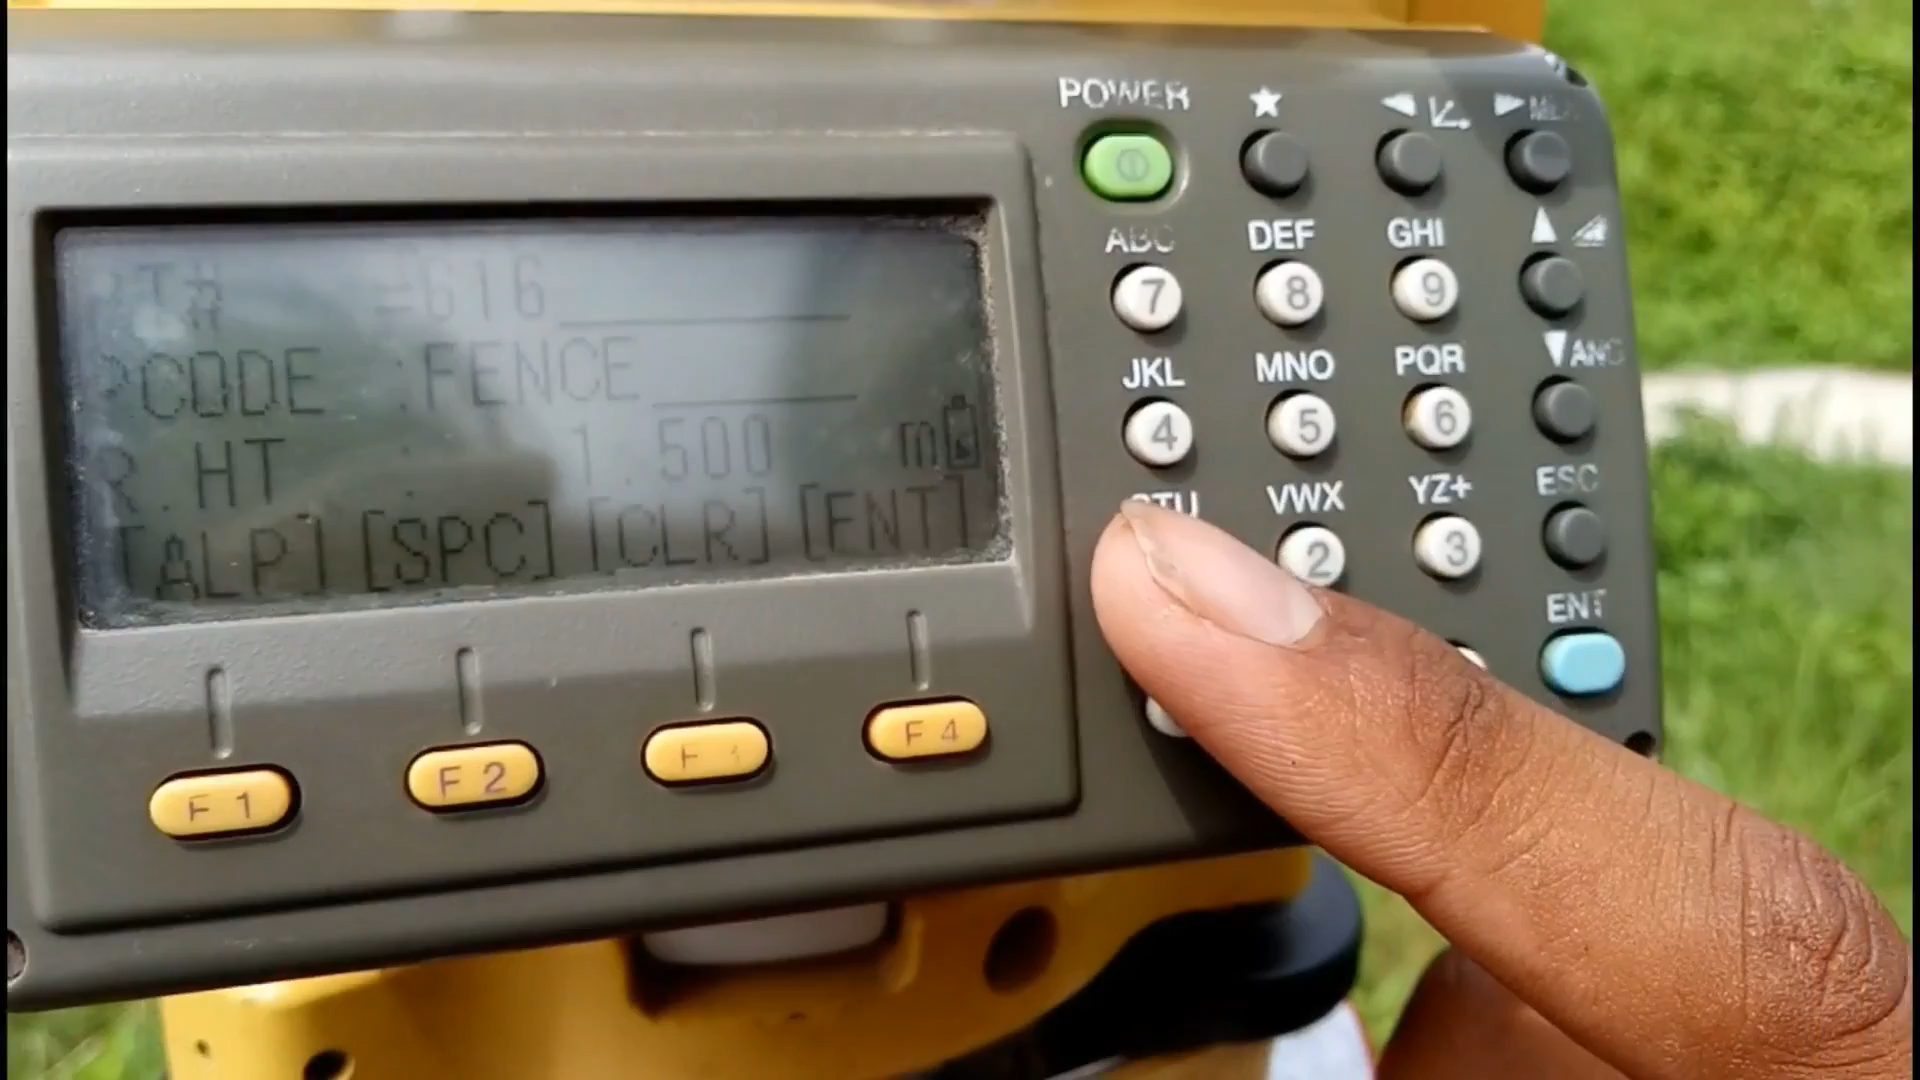 PT# =616
PCODE :FENCE
R.HT : 1.500 m
[ALP] [SPC] [CLR] [ENT]
F1 F2 F4
POWER
ABC DEF GHI
7 8 9
JKL MNO PQR ANG
4 5 6
STU VWX YZ+ ESC
2 3
ENT